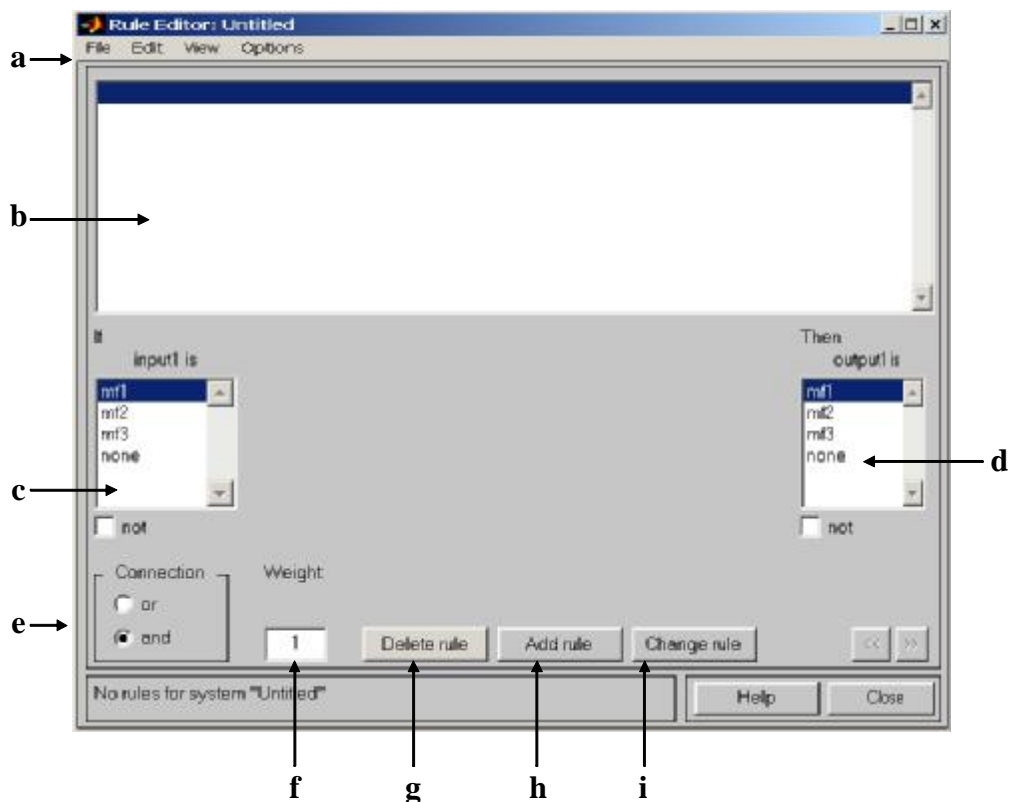 Rule Editor: Untitled
File Edit View Options
a
b
If
Then
input1 is
output1 is
mf1
mf2
mf3
none
mf1
mf2
mf3
none
c
d
not
not
Connection
Weight
or
and
e
1
Delete rule
Add rule
Change rule
<<
>>
No rules for system "Untitled"
Help
Close
f
g
h
i